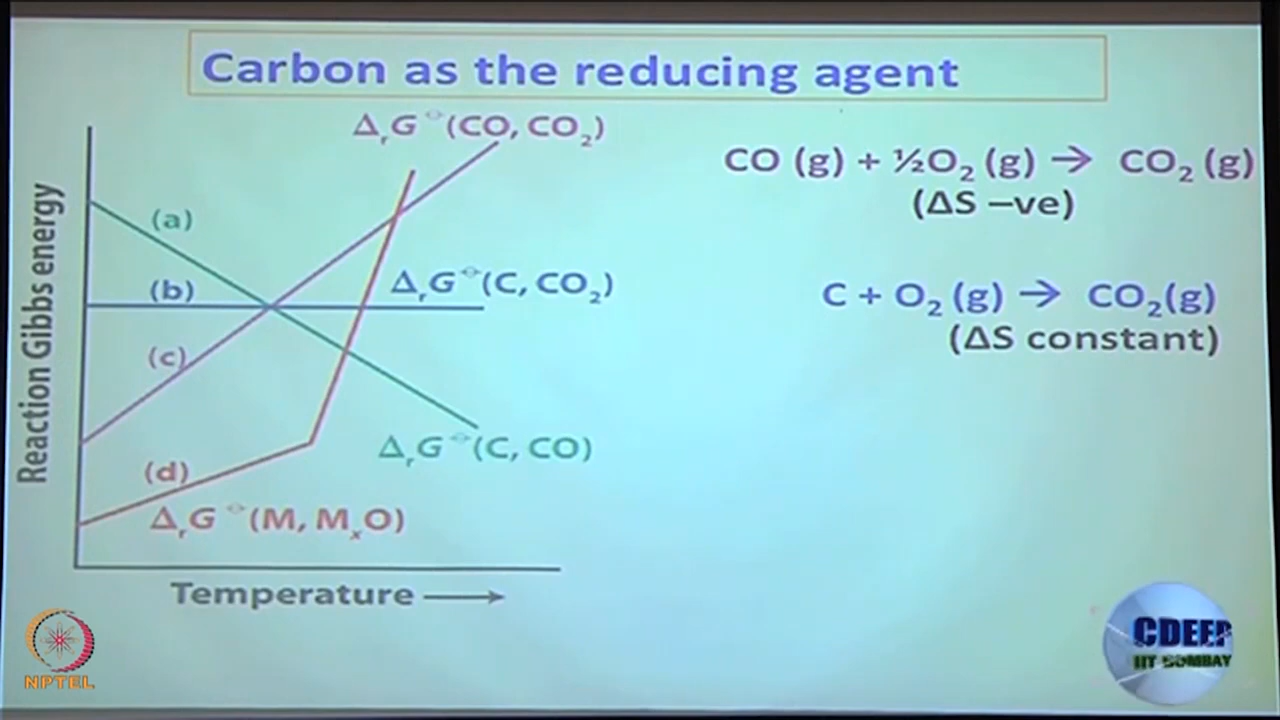 Carbon as the reducing agent
ΔᵣG°(CO, CO₂)
CO (g) + ½O₂ (g) → CO₂ (g)
(ΔS –ve)
(a)
(b)
ΔᵣG°(C, CO₂)
C + O₂ (g) → CO₂(g)
(ΔS constant)
(c)
ΔᵣG°(C, CO)
(d)
ΔᵣG°(M, MₓO)
Reaction Gibbs energy
Temperature →
NPTEL
CDEEP
IIT BOMBAY